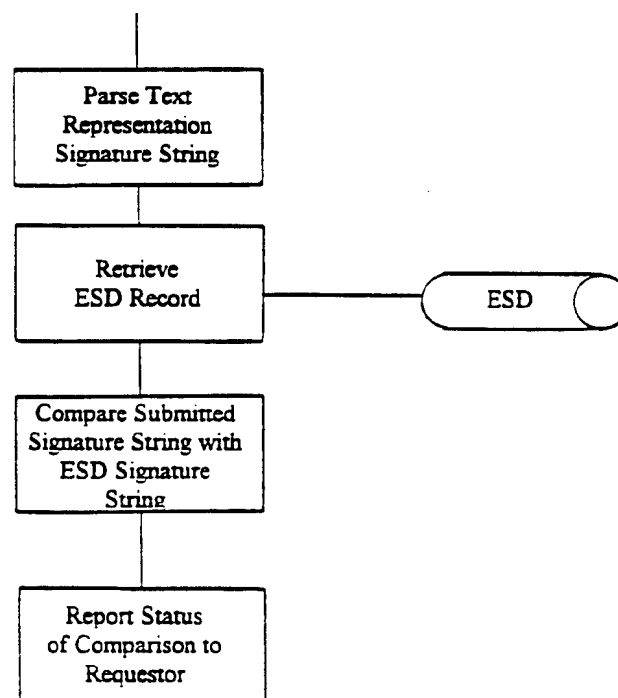 Parse Text
Representation
Signature String
Retrieve
ESD Record
ESD
Compare Submitted
Signature String with
ESD Signature
String
Report Status
of Comparison to
Requestor